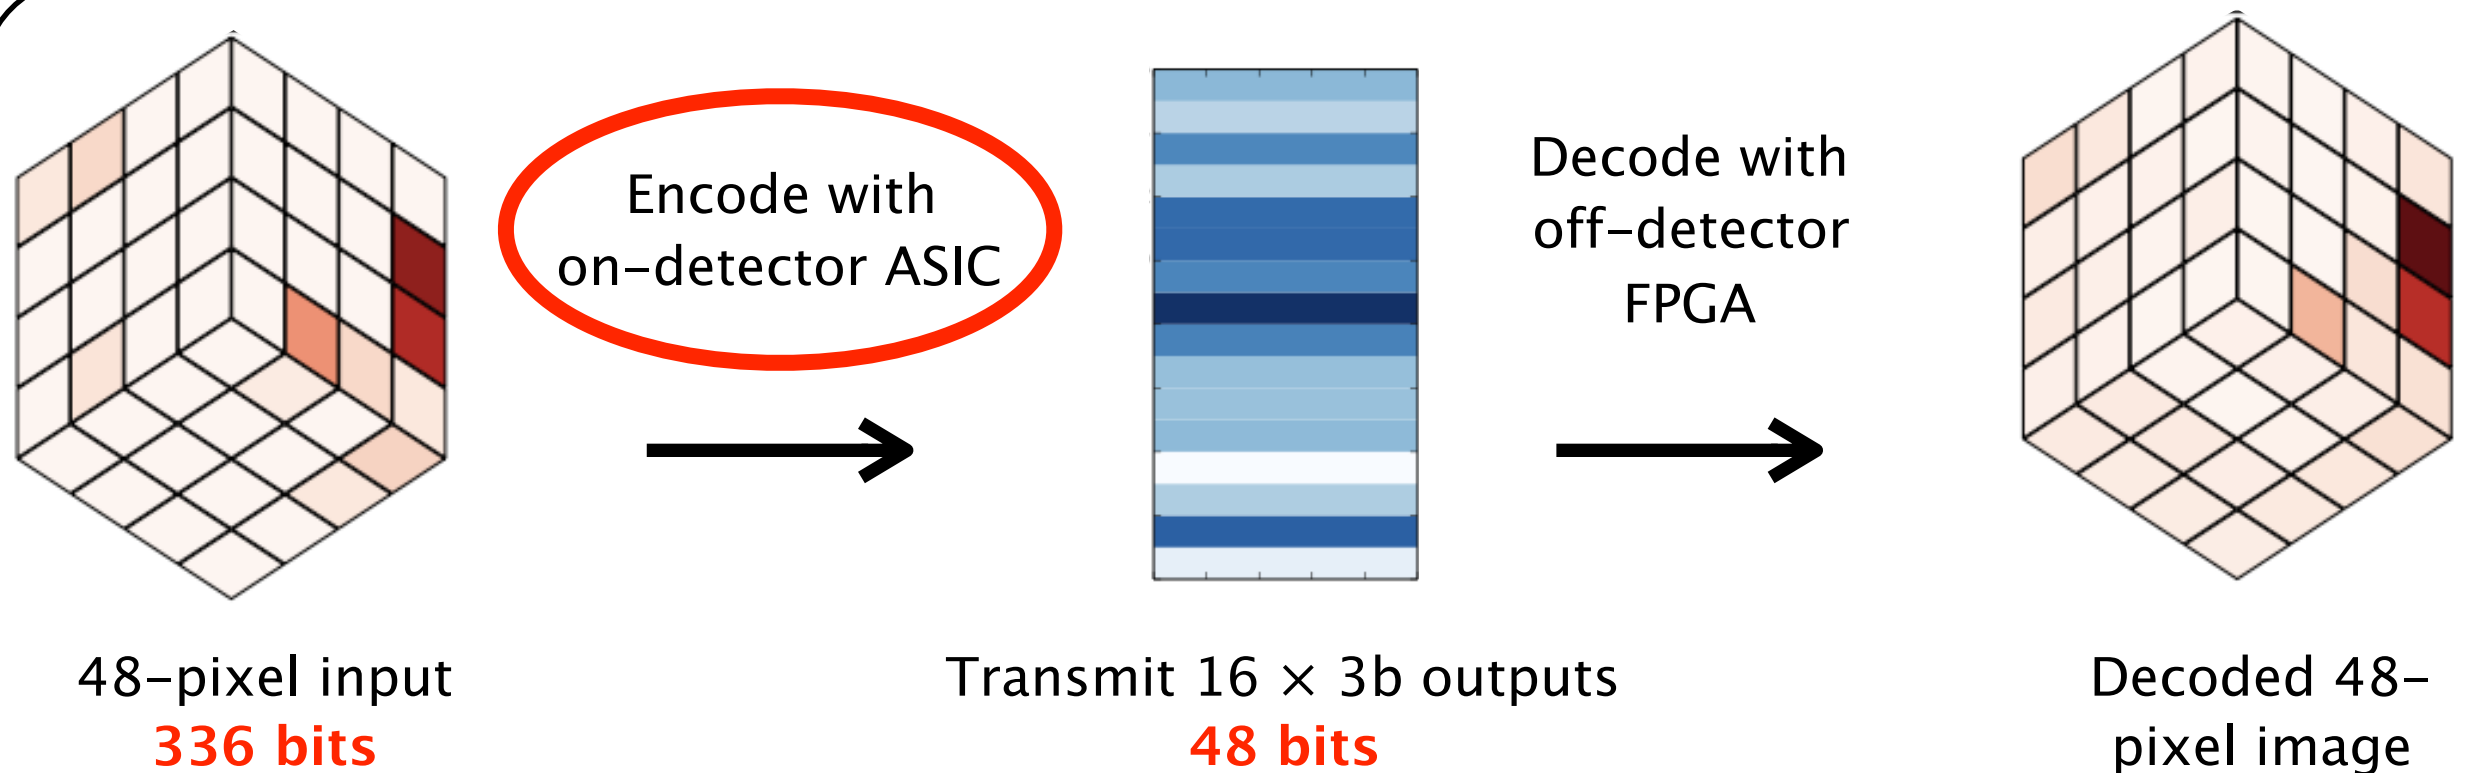 Encode with
on-detector ASIC
Decode with
off-detector
FPGA
48-pixel input
336 bits
Transmit 16 × 3b outputs
48 bits
Decoded 48-
pixel image